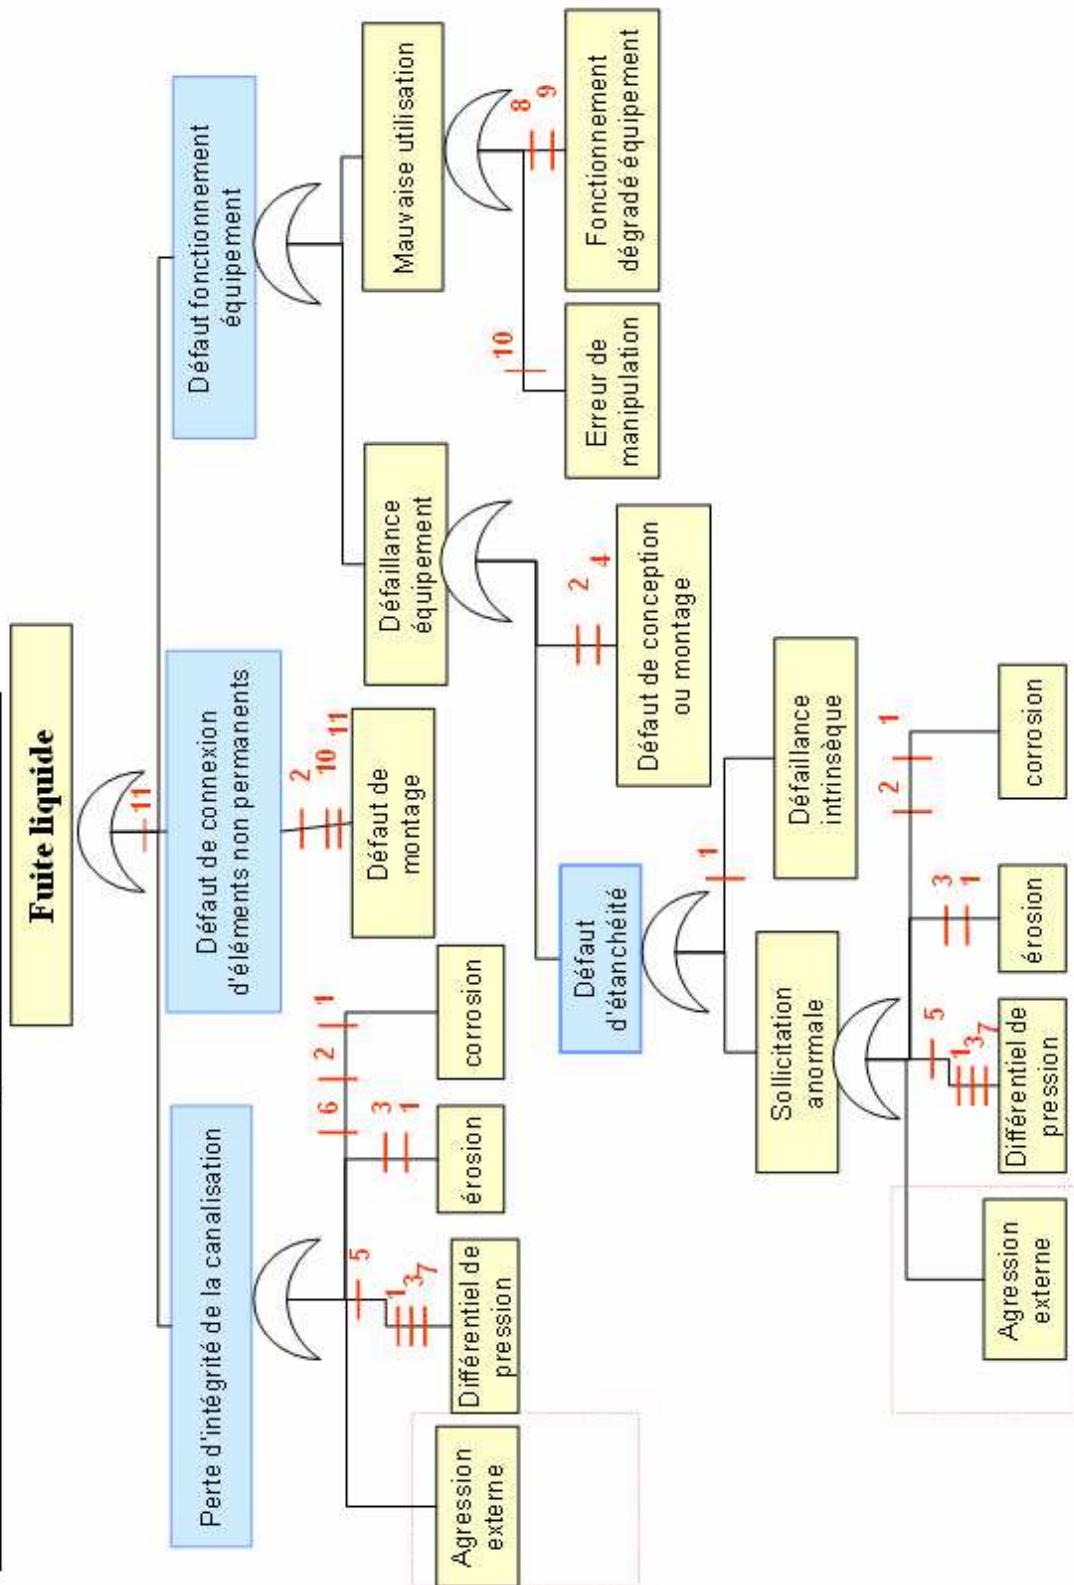 Fuite liquide
11
Perte d'intégrité de la canalisation
Défaut de connexion
d'éléments non permanents
Défaut fonctionnement
équipement
5
1
3
7
3
1
6
2
1
Agression
externe
Différentiel de
pression
érosion
corrosion
2
10
11
Défaut de
montage
Défaillance
équipement
Mauvaise utilisation
10
8
9
Erreur de
manipulation
Fonctionnement
dégradé équipement
2
4
Défaut
d'étanchéité
Défaut de conception
ou montage
1
Sollicitation
anormale
Défaillance
intrinsèque
5
1
3
7
3
1
2
1
Agression
externe
Différentiel de
pression
érosion
corrosion